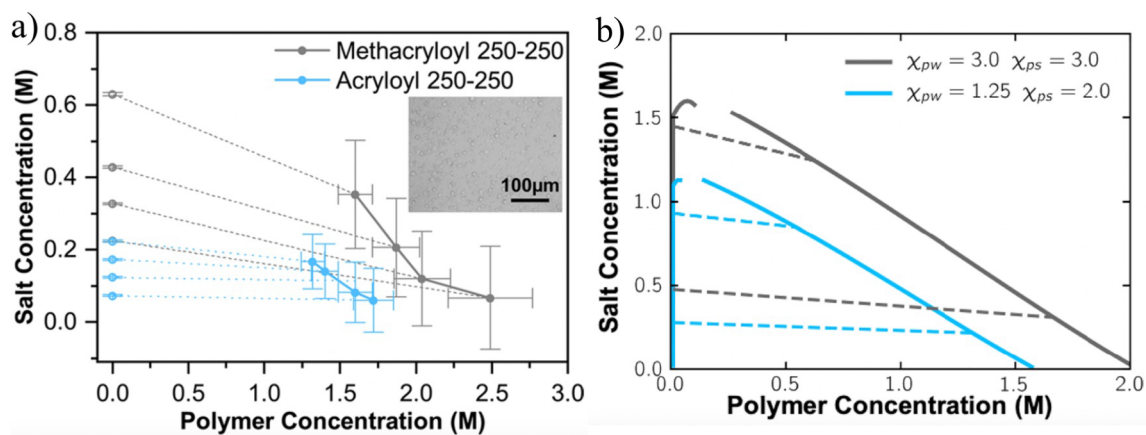 a)
Methacryloyl 250-250
Acryloyl 250-250
100μm
0.8
0.6
0.4
0.2
0.0
Salt Concentration (M)
0.0 0.5 1.0 1.5 2.0 2.5 3.0
Polymer Concentration (M)
b)
χpw = 3.0 χps = 3.0
χpw = 1.25 χps = 2.0
2.0
1.5
1.0
0.5
0.0
Salt Concentration (M)
0.0 0.5 1.0 1.5 2.0
Polymer Concentration (M)